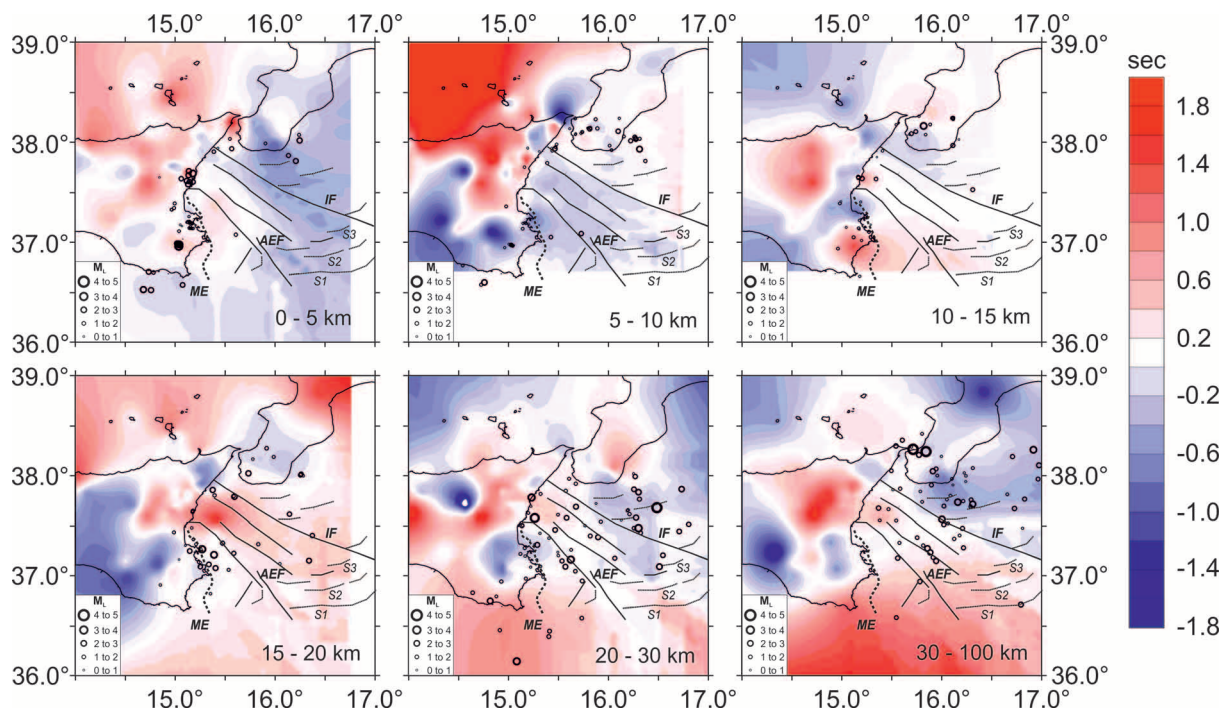 15.0° 16.0° 17.0° 15.0° 16.0° 17.0° 15.0° 16.0° 17.0°
39.0° 39.0°
38.0° 38.0°
37.0° 37.0°
36.0° 36.0°
IF
S3
AEF
S2
S1
ME
M_L
4 to 5
3 to 4
2 to 3
1 to 2
0 to 1
0 - 5 km
IF
S3
AEF
S2
S1
ME
M_L
4 to 5
3 to 4
2 to 3
1 to 2
0 to 1
5 - 10 km
IF
S3
AEF
S2
S1
ME
M_L
4 to 5
3 to 4
2 to 3
1 to 2
0 to 1
10 - 15 km
sec
1.8
1.4
1.0
0.6
0.2
-0.2
-0.6
-1.0
-1.4
-1.8
39.0° 39.0°
38.0° 38.0°
37.0° 37.0°
36.0° 36.0°
IF
S3
AEF
S2
S1
ME
M_L
4 to 5
3 to 4
2 to 3
1 to 2
0 to 1
15 - 20 km
IF
S3
AEF
S2
S1
ME
M_L
4 to 5
3 to 4
2 to 3
1 to 2
0 to 1
20 - 30 km
IF
S3
AEF
S2
S1
ME
M_L
4 to 5
3 to 4
2 to 3
1 to 2
0 to 1
30 - 100 km
15.0° 16.0° 17.0° 15.0° 16.0° 17.0° 15.0° 16.0° 17.0°